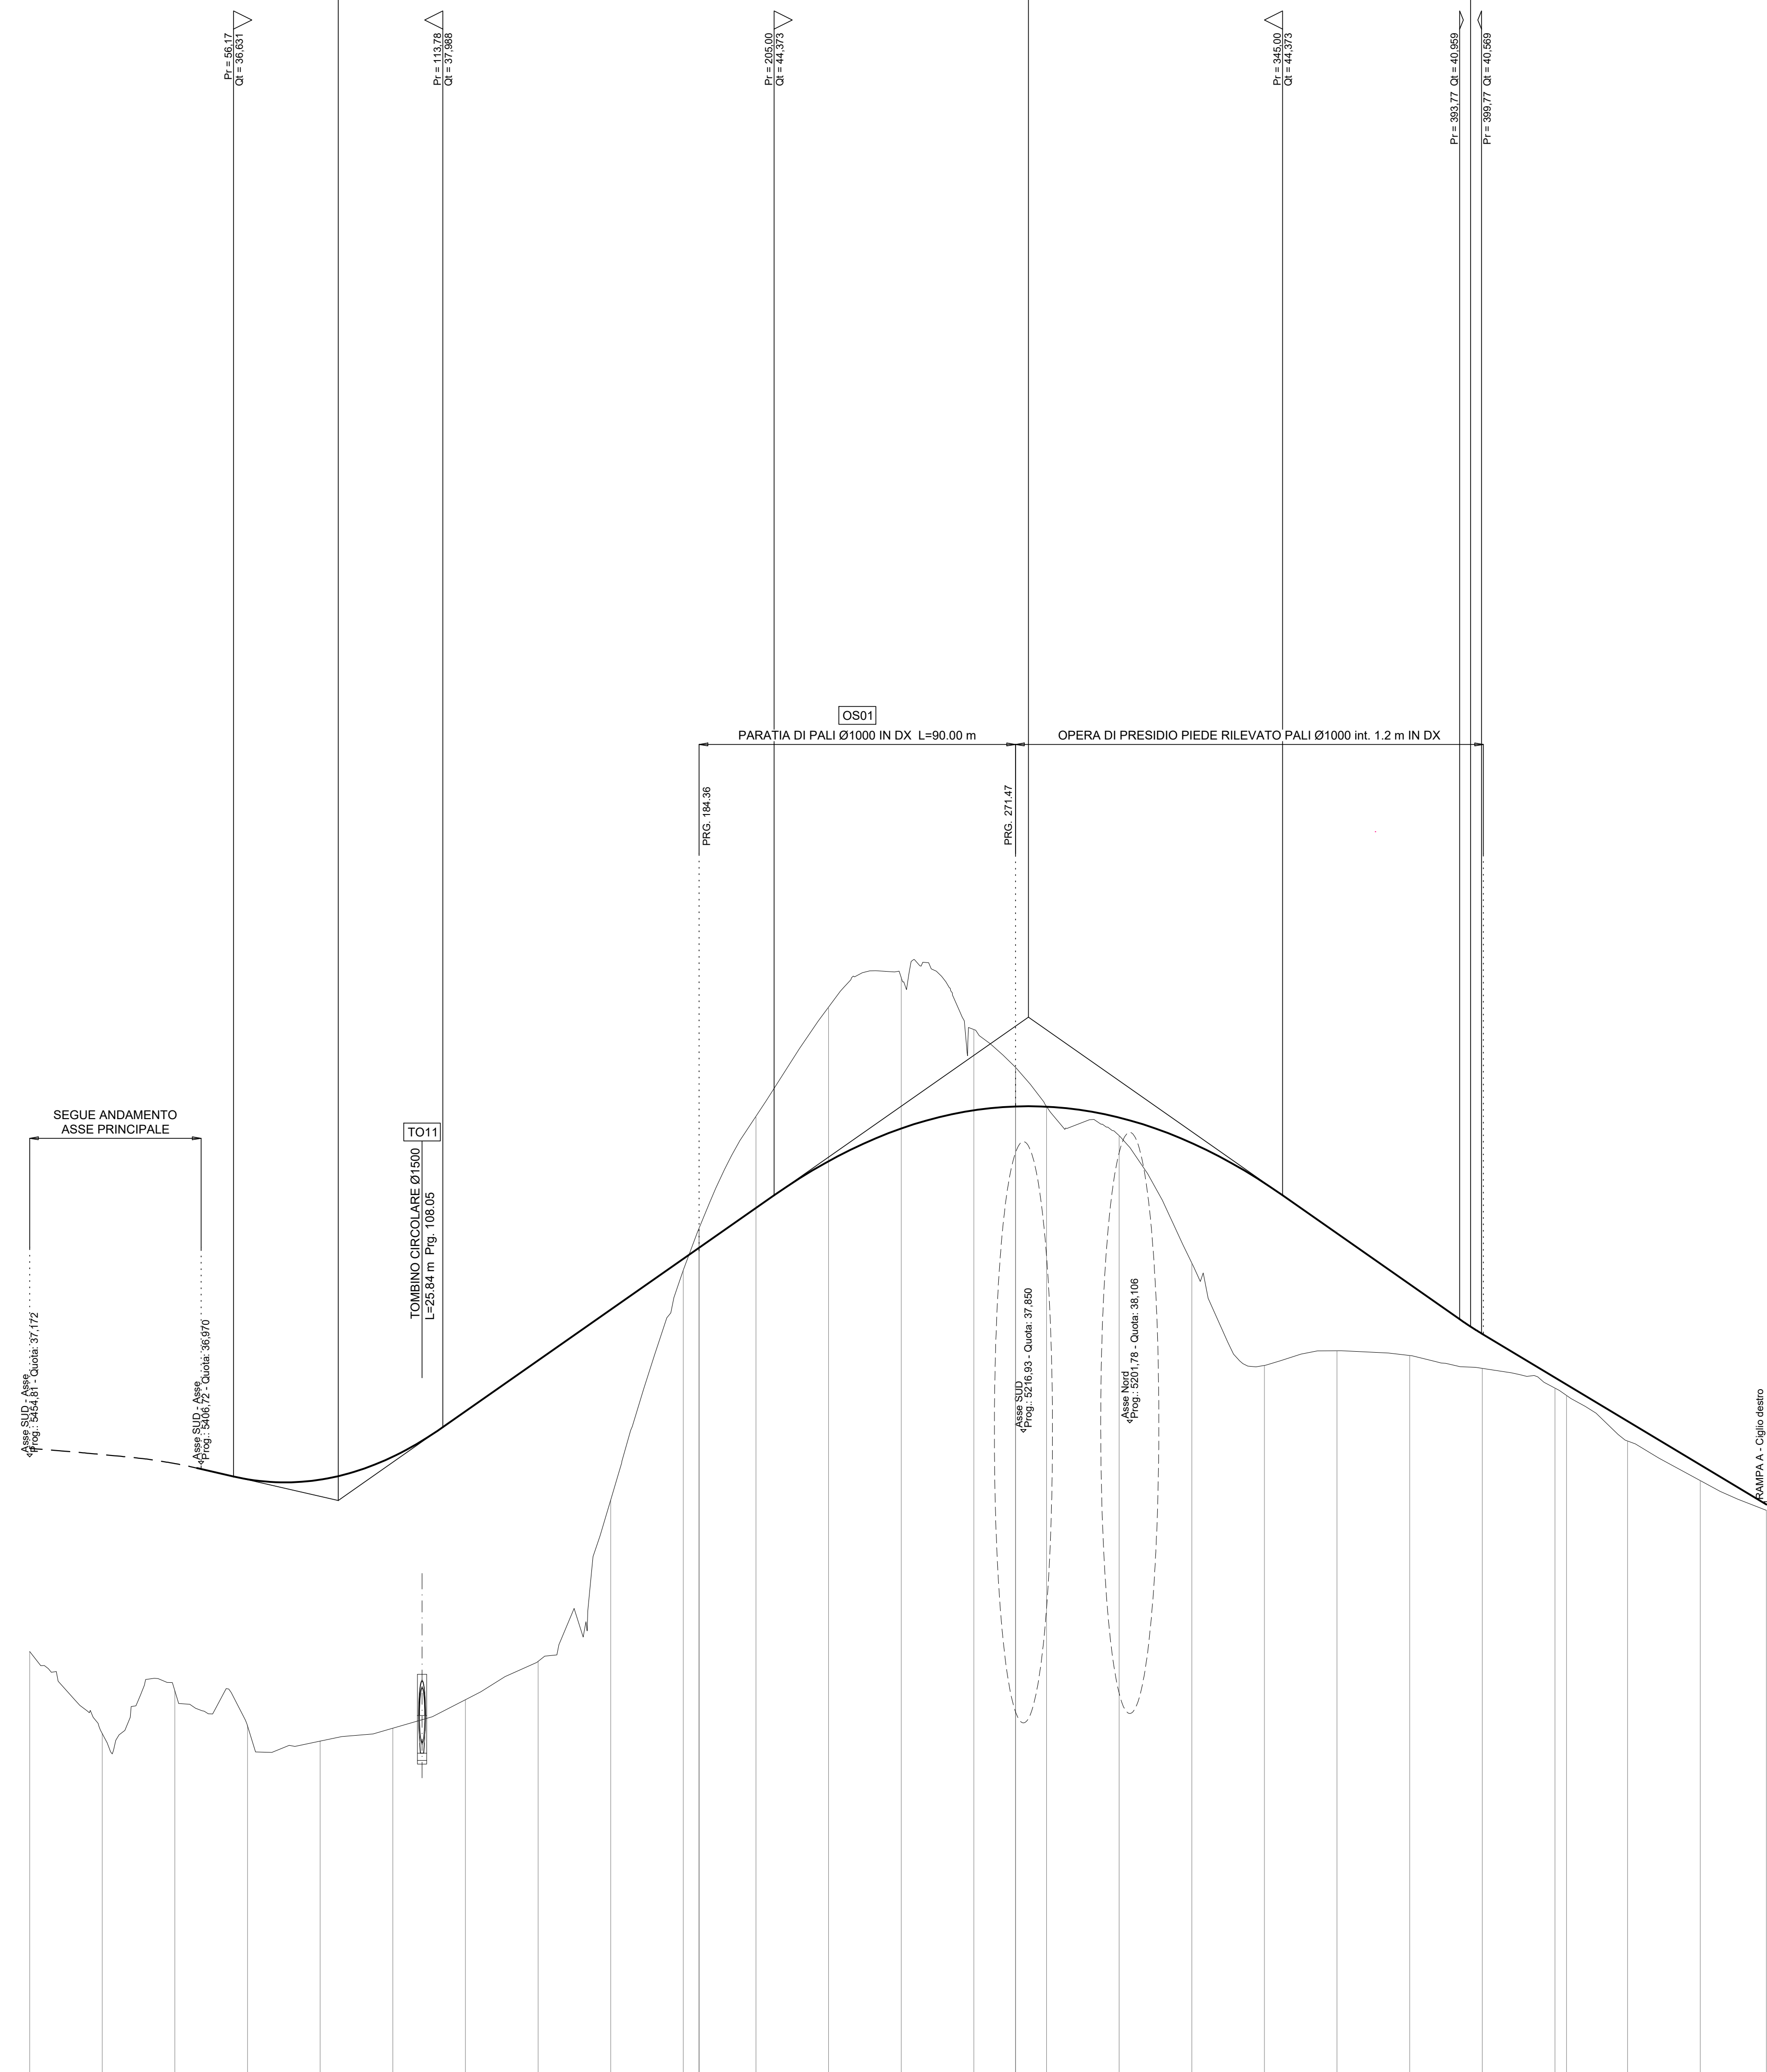 Pr = 56,17
Qt = 36,631
Pr = 113,78
Qt = 37,988
Pr = 205,00
Qt = 44,373
Pr = 345,00
Qt = 44,373
Pr = 393,77 Qt = 40,959
Pr = 399,77 Qt = 40,569
OS01
PARATIA DI PALI Ø1000 IN DX L=90.00 m
OPERA DI PRESIDIO PIEDE RILEVATO PALI Ø1000 int. 1.2 m IN DX
PRG. 184.36
PRG. 271.47
SEGUE ANDAMENTO
ASSE PRINCIPALE
TO11
TOMBINO CIRCOLARE Ø1500
L=25.84 m Prg. 108.05
Asse SUD - Asse
Prog.: 5454,81 - Quota: 37,172
Asse SUD - Asse
Prog.: 5406,72 - Quota: 36,970
Asse SUD
Prog.: 5216,93 - Quota: 37,850
Asse Nord
Prog.: 5201,78 - Quota: 38,106
RAMPA A - Ciglio destro